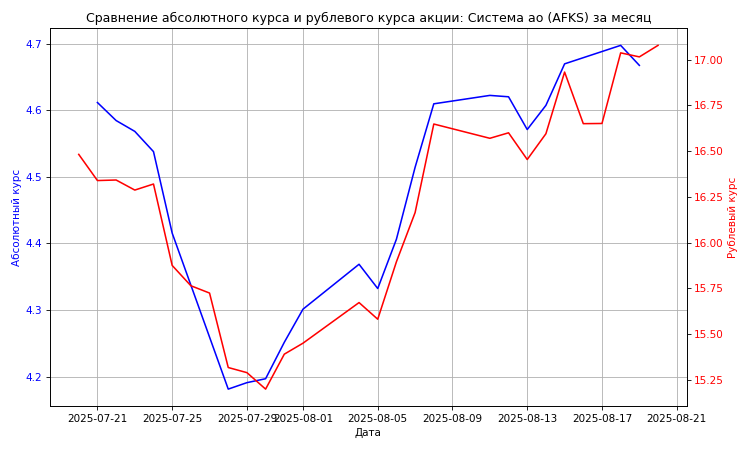 Сравнение абсолютного курса и рублевого курса акции: Система ао (AFKS) за месяц
4.7
4.6
4.5
4.4
4.3
4.2
Абсолютный курс
17.00
16.75
16.50
16.25
16.00
15.75
15.50
15.25
Рублевый курс
2025-07-21 2025-07-25 2025-07-29 2025-08-01 2025-08-05 2025-08-09 2025-08-13 2025-08-17 2025-08-21
Дата